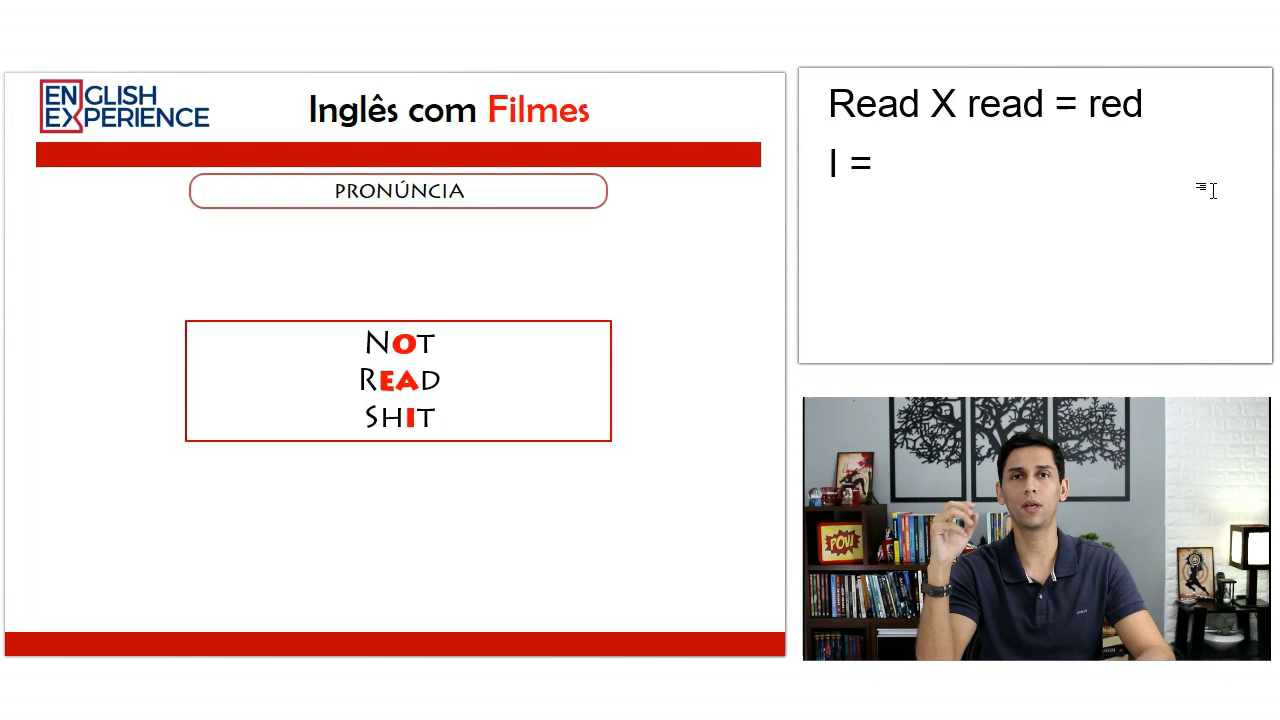 ENGLISH
EXPERIENCE
Inglês com Filmes
PRONÚNCIA
NOT
READ
SHIT
Read X read = red
I =
POW